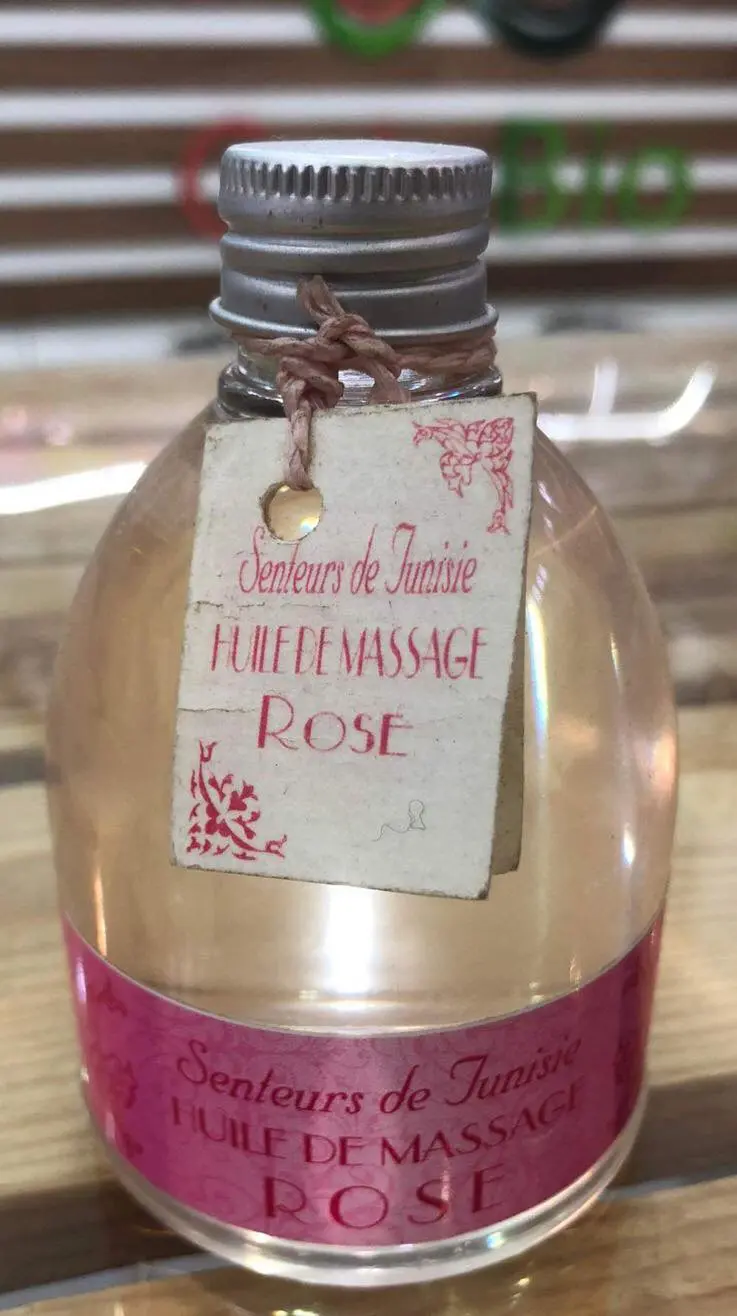 Bio
Senteurs de Tunisie
HUILE DE MASSAGE
ROSE
Senteurs de Tunisie
HUILE DE MASSAGE
ROSE